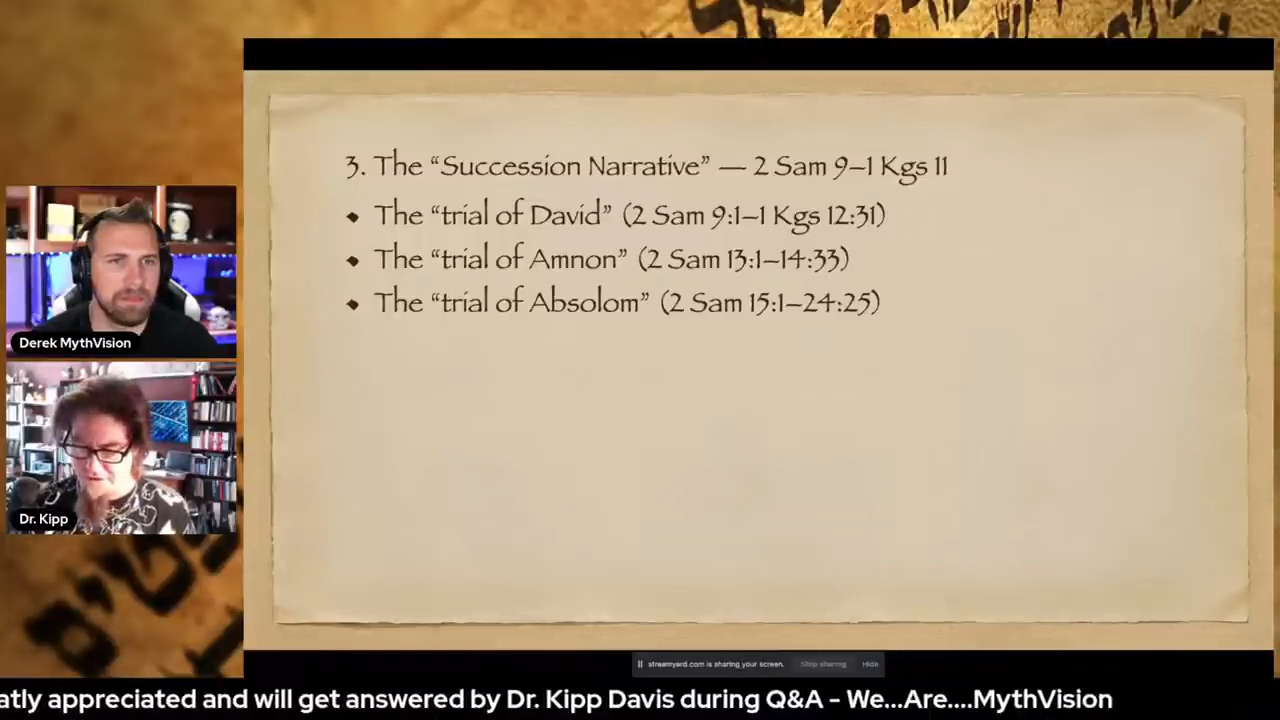 3. The “Succession Narrative” — 2 Sam 9–1 Kgs 11
⬥ The “trial of David” (2 Sam 9:1–1 Kgs 12:31)
⬥ The “trial of Amnon” (2 Sam 13:1–14:33)
⬥ The “trial of Absolom” (2 Sam 15:1–24:25)
Derek MythVision
Dr. Kipp
streamyard.com is sharing your screen. Stop sharing Hide
atly appreciated and will get answered by Dr. Kipp Davis during Q&A - We...Are....MythVision